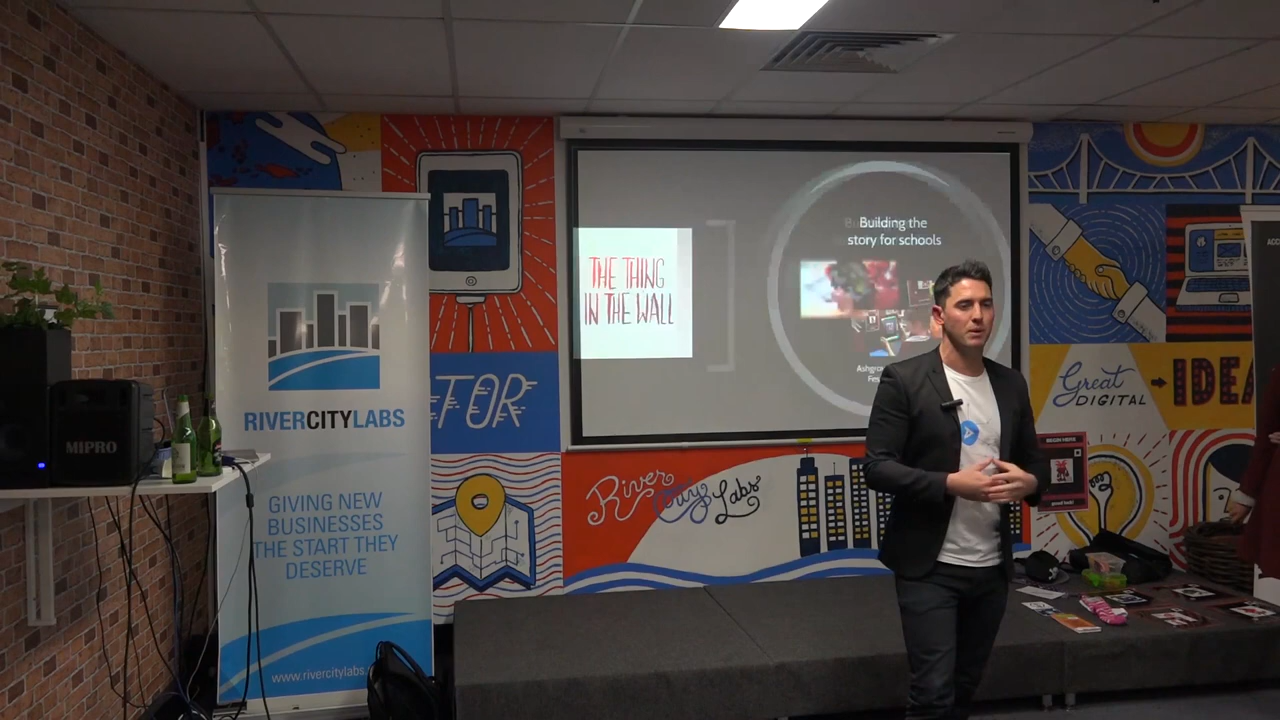 RIVERCITYLABS
GIVING NEW
BUSINESSES
THE START THEY
DESERVE
www.rivercitylabs.
MIPRO
TOR
THE THING
IN THE WALL
Building the
story for schools
River
City
Labs
Great
DIGITAL
IDEA